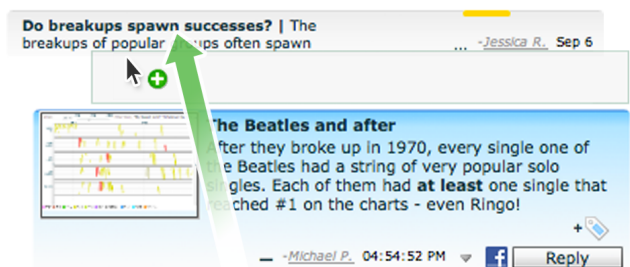 Do breakups spawn successes? | The
breakups of popular groups often spawn
... -Jessica R. Sep 6
The Beatles and after
After they broke up in 1970, every single one of
the Beatles had a string of very popular solo
singles. Each of them had at least one single that
reached #1 on the charts - even Ringo!
+
-Michael P. 04:54:52 PM
f Reply